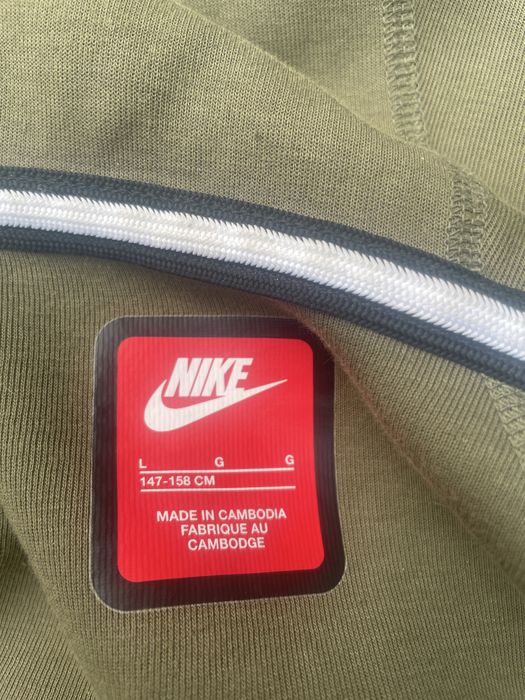 NIKE
L G G
147-158 CM
MADE IN CAMBODIA
FABRIQUE AU
CAMBODGE